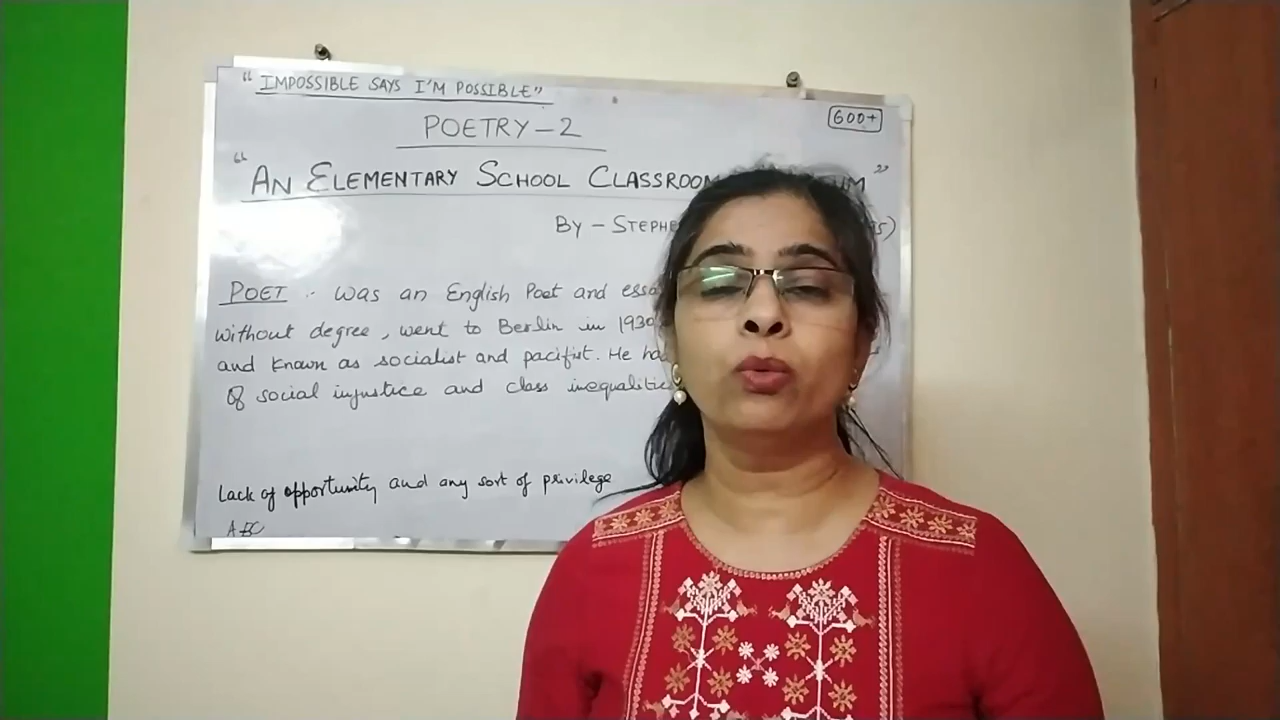 "IMPOSSIBLE SAYS I'M POSSIBLE"
POETRY-2
600+
"AN ELEMENTARY SCHOOL CLASSROOM UM"
BY - STEPHE
POET :- was an English Poet and essa
without degree, went to Berlin in 1930
and known as socialist and pacifist. He ha
Of social injustice and class inequalitie
Lack of opportunity and any sort of privilege
ABC